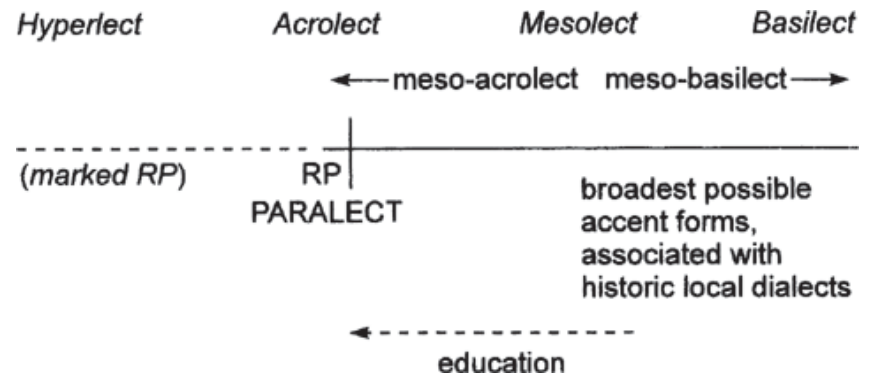 Hyperlect Acrolect Mesolect Basilect
meso-acrolect meso-basilect
(marked RP) RP
PARALECT
broadest possible
accent forms,
associated with
historic local dialects
education